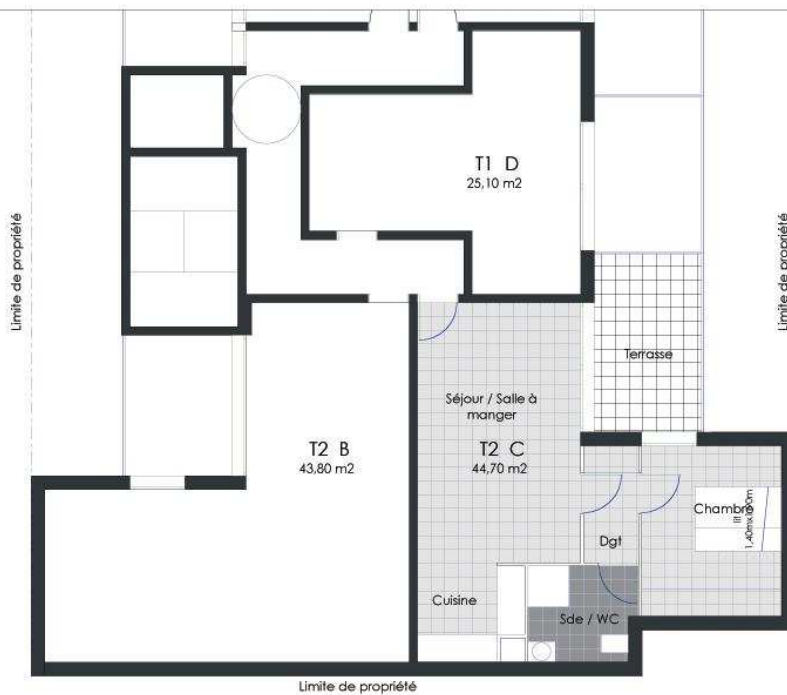 T1 D
25,10 m2
Limite de propriété
Limite de propriété
Terrasse
Séjour / Salle à
manger
T2 B
43,80 m2
T2 C
44,70 m2
Chambre
lit
Dgt
Cuisine
Sde / WC
Limite de propriété